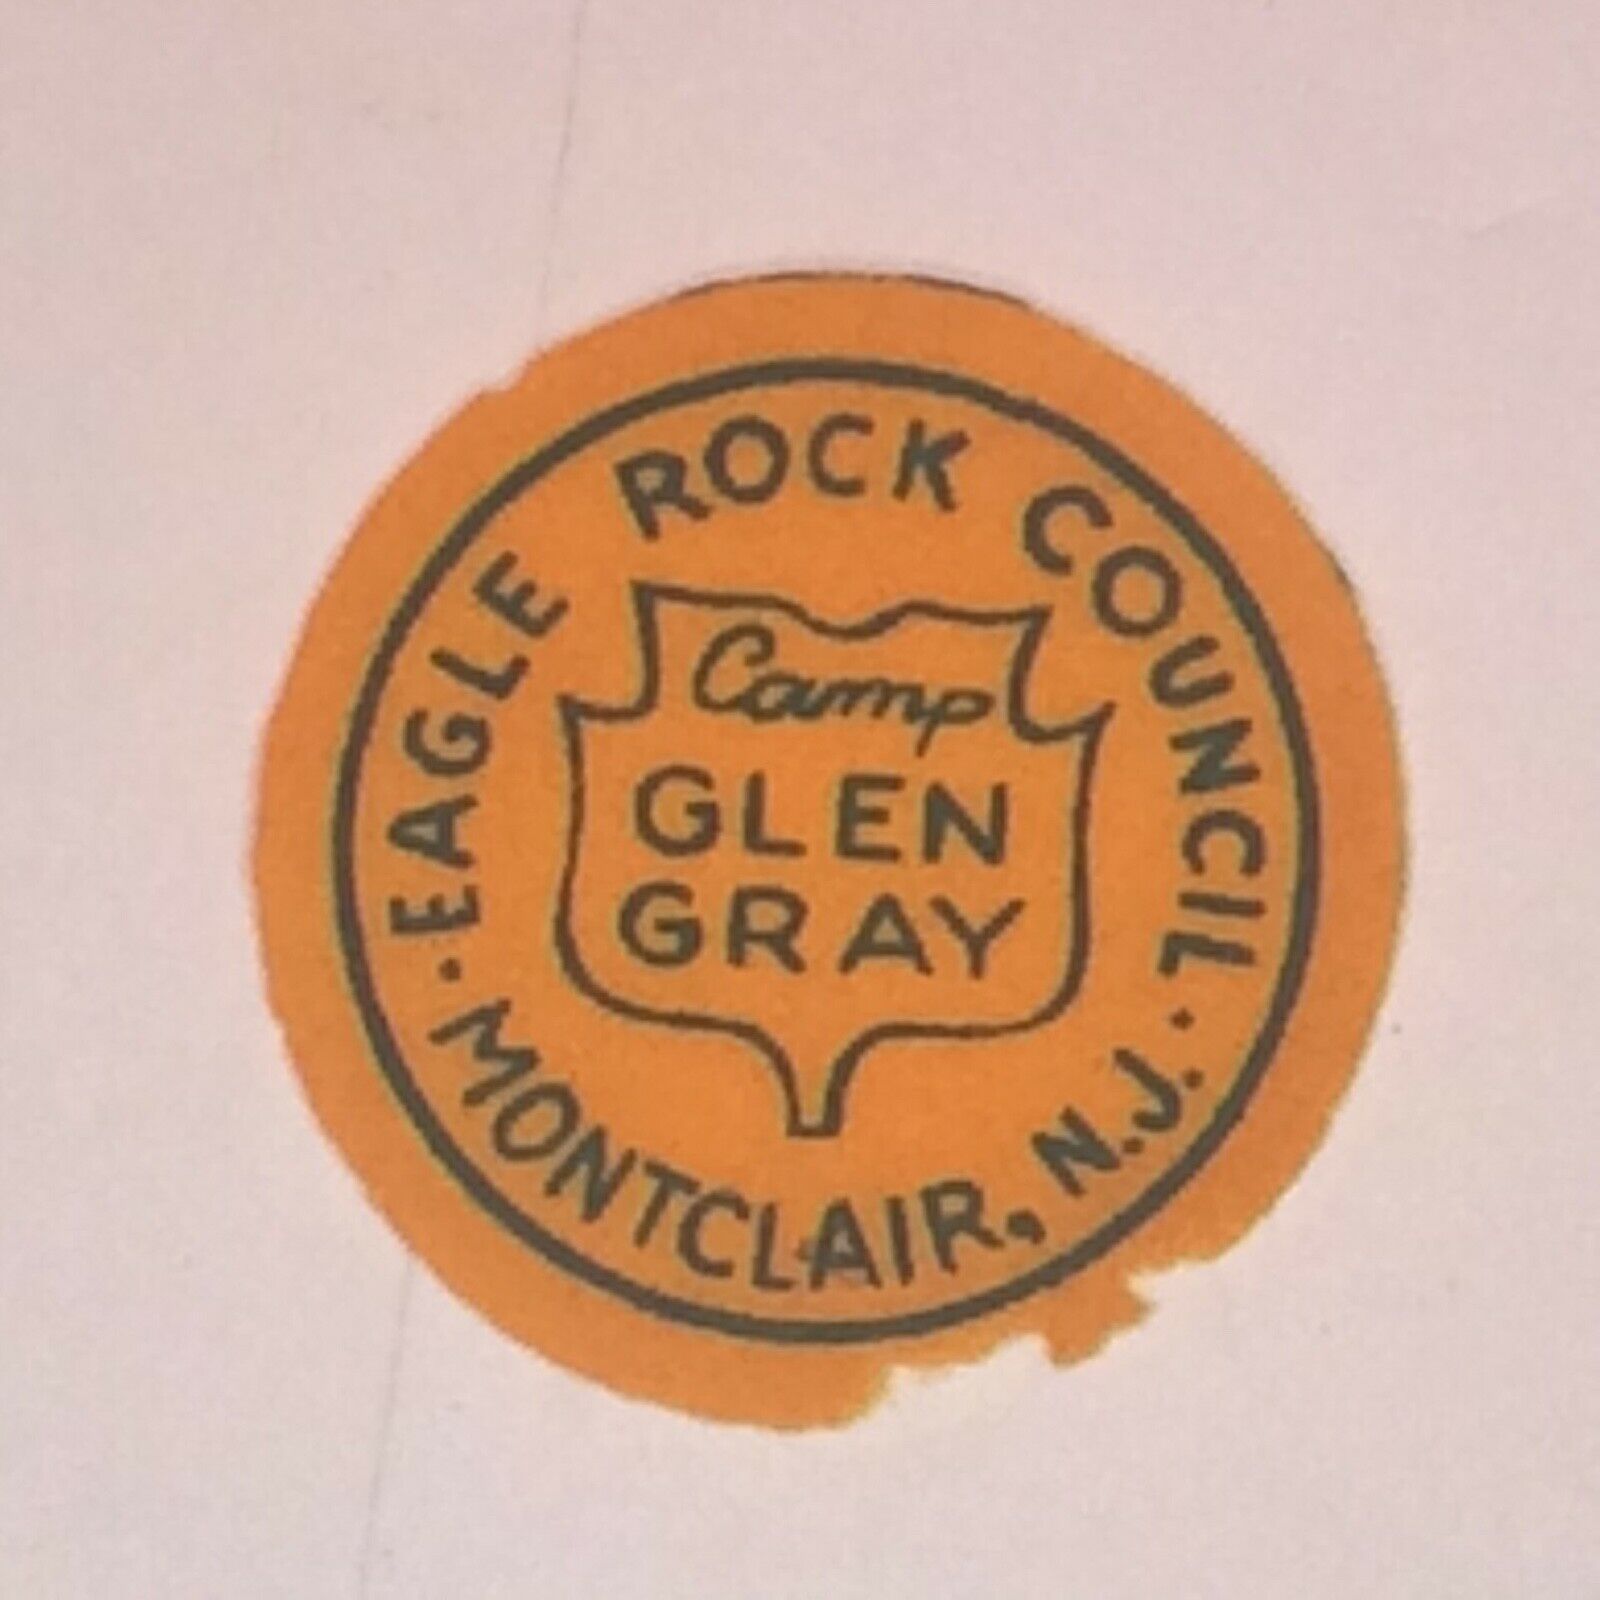 EAGLE ROCK COUNCIL
Camp
GLEN
GRAY
· MONTCLAIR, N.J. ·